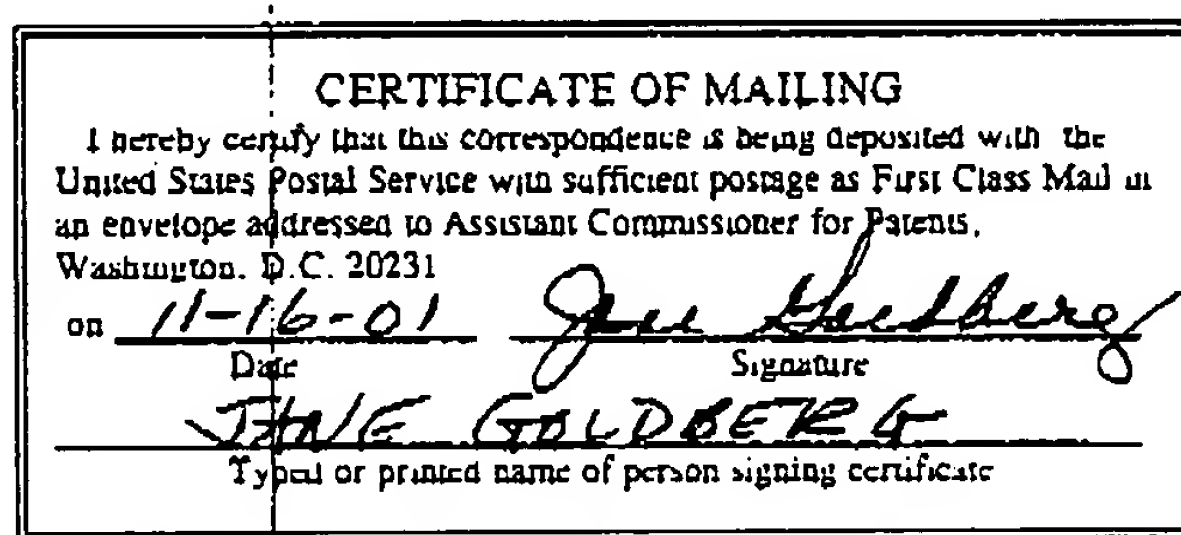 CERTIFICATE OF MAILING
I hereby certify that this correspondence is being deposited with the
United States Postal Service with sufficient postage as First Class Mail in
an envelope addressed to Assistant Commissioner for Patents,
Washington, D.C. 20231
on 11-16-01 Jane Goldberg
Date Signature
JANE GOLDBERG
Typed or printed name of person signing certificate